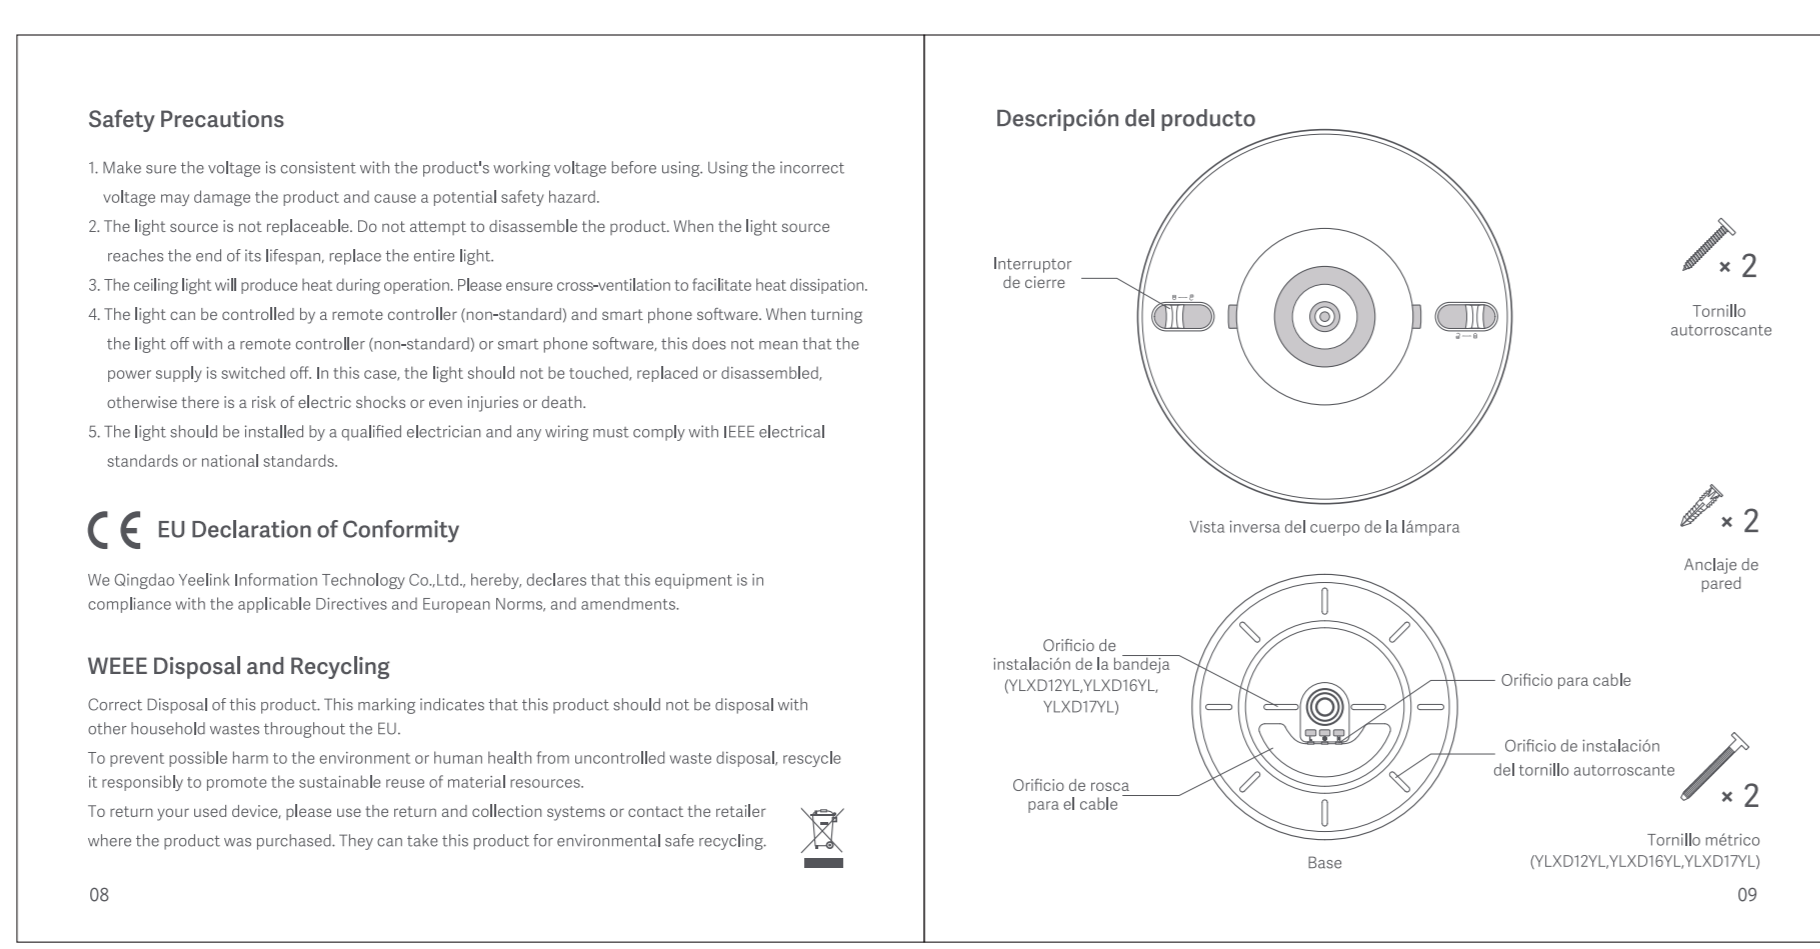 Safety Precautions
1. Make sure the voltage is consistent with the product's working voltage before using. Using the incorrect
voltage may damage the product and cause a potential safety hazard.
2. The light source is not replaceable. Do not attempt to disassemble the product. When the light source
reaches the end of its lifespan, replace the entire light.
3. The ceiling light will produce heat during operation. Please ensure cross-ventilation to facilitate heat dissipation.
4. The light can be controlled by a remote controller (non-standard) and smart phone software. When turning
the light off with a remote controller (non-standard) or smart phone software, this does not mean that the
power supply is switched off. In this case, the light should not be touched, replaced or disassembled,
otherwise there is a risk of electric shocks or even injuries or death.
5. The light should be installed by a qualified electrician and any wiring must comply with IEEE electrical
standards or national standards.
CE EU Declaration of Conformity
We Qingdao Yeelink Information Technology Co.,Ltd., hereby, declares that this equipment is in
compliance with the applicable Directives and European Norms, and amendments.
WEEE Disposal and Recycling
Correct Disposal of this product. This marking indicates that this product should not be disposal with
other household wastes throughout the EU.
To prevent possible harm to the environment or human health from uncontrolled waste disposal, rescycle
it responsibly to promote the sustainable reuse of material resources.
To return your used device, please use the return and collection systems or contact the retailer
where the product was purchased. They can take this product for environmental safe recycling.
08
Descripción del producto
Interruptor
de cierre
× 2
Tornillo
autorroscante
Vista inversa del cuerpo de la lámpara
× 2
Anclaje de
pared
Orificio de
instalación de la bandeja
(YLXD12YL,YLXD16YL,
YLXD17YL)
Orificio para cable
Orificio de instalación
del tornillo autorroscante
Orificio de rosca
para el cable
× 2
Base
Tornillo métrico
(YLXD12YL,YLXD16YL,YLXD17YL)
09